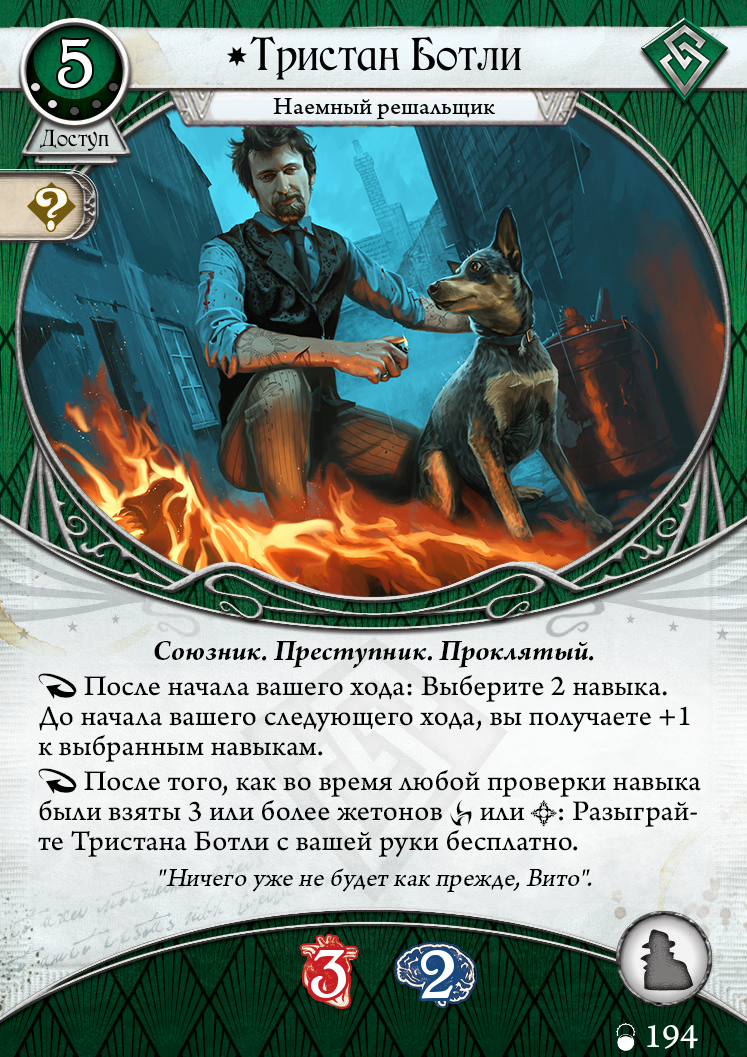 5
Тристан Ботли
Доступ
Наемный решальщик
?
Союзник. Преступник. Проклятый.
После начала вашего хода: Выберите 2 навыка.
До начала вашего следующего хода, вы получаете +1
к выбранным навыкам.
После того, как во время любой проверки навыка
были взяты 3 или более жетонов или : Разыграй-
те Тристана Ботли с вашей руки бесплатно.
"Ничего уже не будет как прежде, Вито".
3 2
194